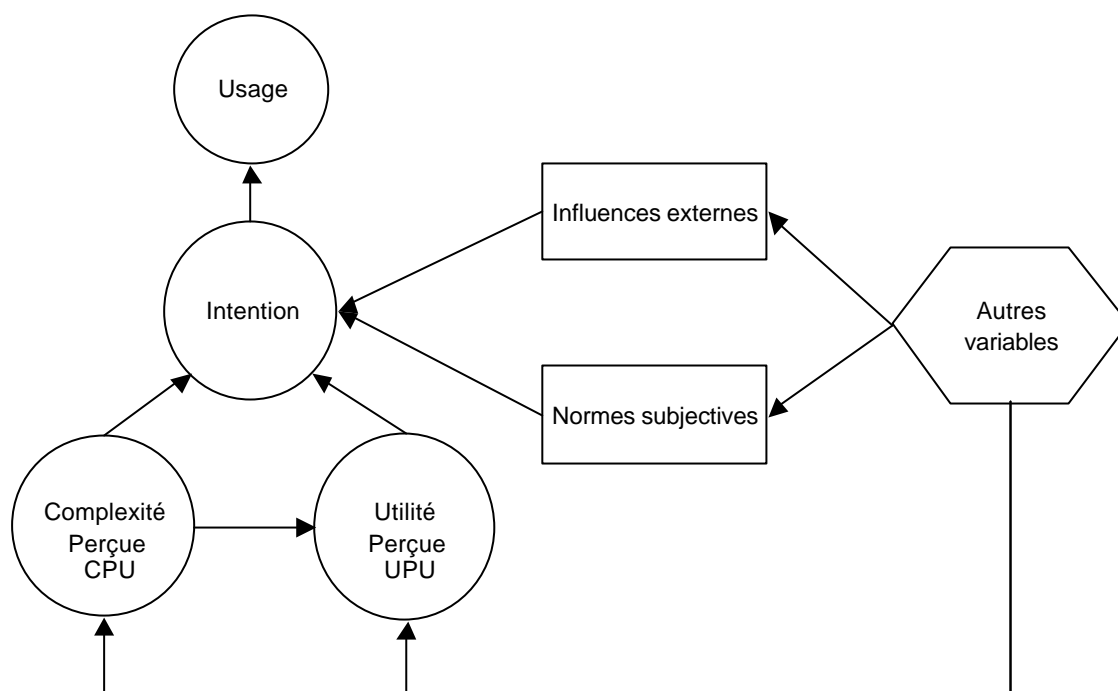 Usage
Influences externes
Intention
Autres
variables
Normes subjectives
Complexité
Perçue
CPU
Utilité
Perçue
UPU